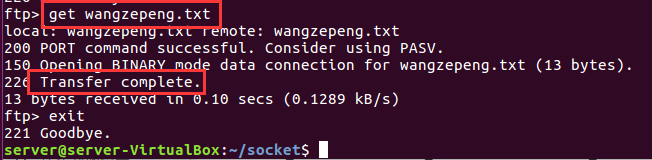 ftp> get wangzepeng.txt
local: wangzepeng.txt remote: wangzepeng.txt
200 PORT command successful. Consider using PASV.
150 Opening BINARY mode data connection for wangzepeng.txt (13 bytes).
226 Transfer complete.
13 bytes received in 0.10 secs (0.1289 kB/s)
ftp> exit
221 Goodbye.
server@server-VirtualBox:~/socket$